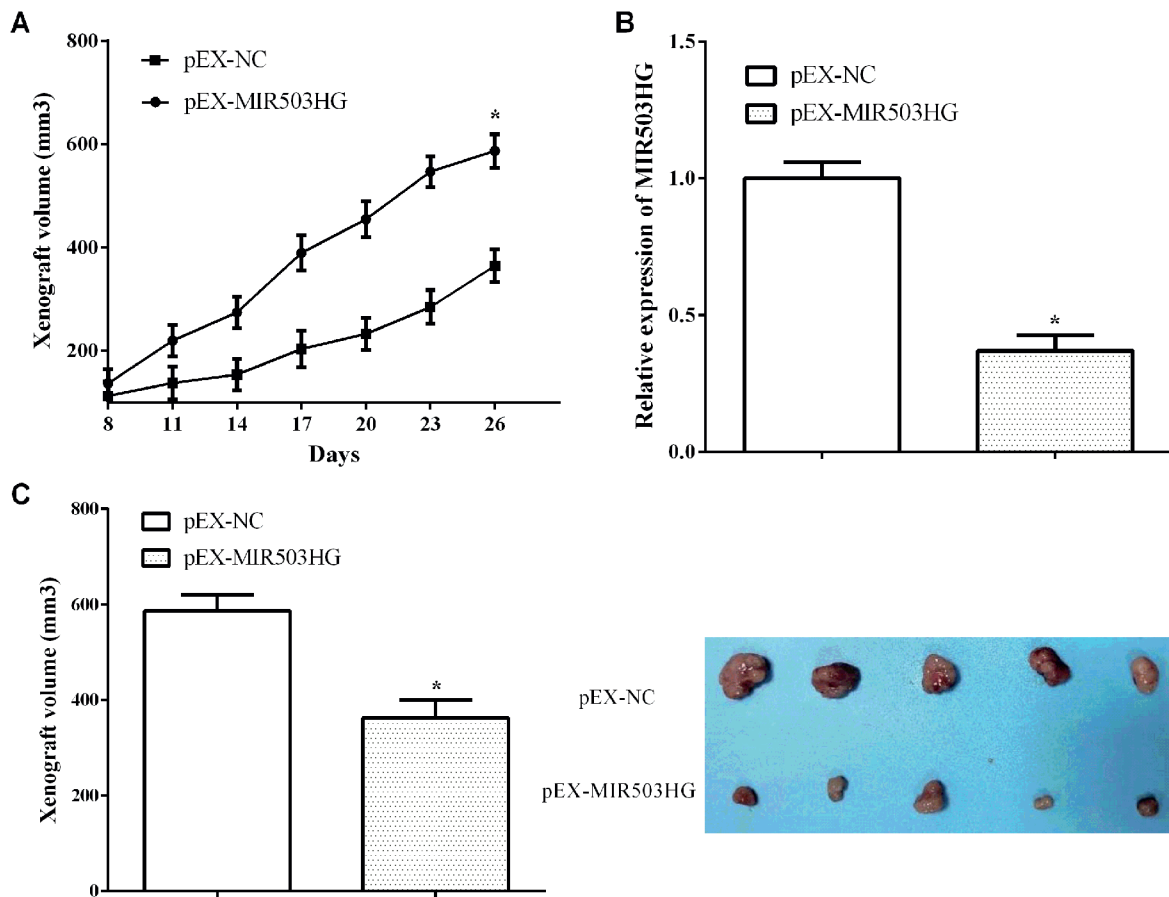 A
800
600
400
200
Xenograft volume (mm3)
pEX-NC
pEX-MIR503HG
*
8 11 14 17 20 23 26
Days
B
1.5
1.0
0.5
0.0
Relative expression of MIR503HG
pEX-NC
pEX-MIR503HG
*
C
800
600
400
200
0
Xenograft volume (mm3)
pEX-NC
pEX-MIR503HG
*
pEX-NC
pEX-MIR503HG